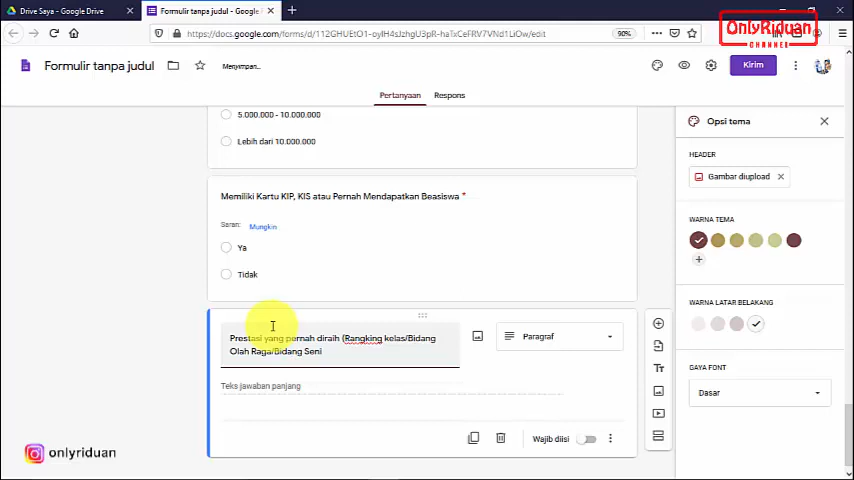 Drive Saya - Google Drive
Formulir tanpa judul - Google F
https://docs.google.com/forms/d/112GHUEtO1-oylH4sJzhgU3pR-haTxCeFRV7VNd1LiOw/edit
90%
OnlyRiduan
CHANNEL
Formulir tanpa judul
Menyimpan...
Kirim
Pertanyaan
Respons
5.000.000 - 10.000.000
Lebih dari 10.000.000
Memiliki Kartu KIP, KIS atau Pernah Mendapatkan Beasiswa *
Saran:
Mungkin
Ya
Tidak
Prestasi yang pernah diraih (Rangking kelas/Bidang
Olah Raga/Bidang Seni
Paragraf
Teks jawaban panjang
Wajib diisi
Opsi tema
HEADER
Gambar diupload
WARNA TEMA
WARNA LATAR BELAKANG
GAYA FONT
Dasar
onlyriduan